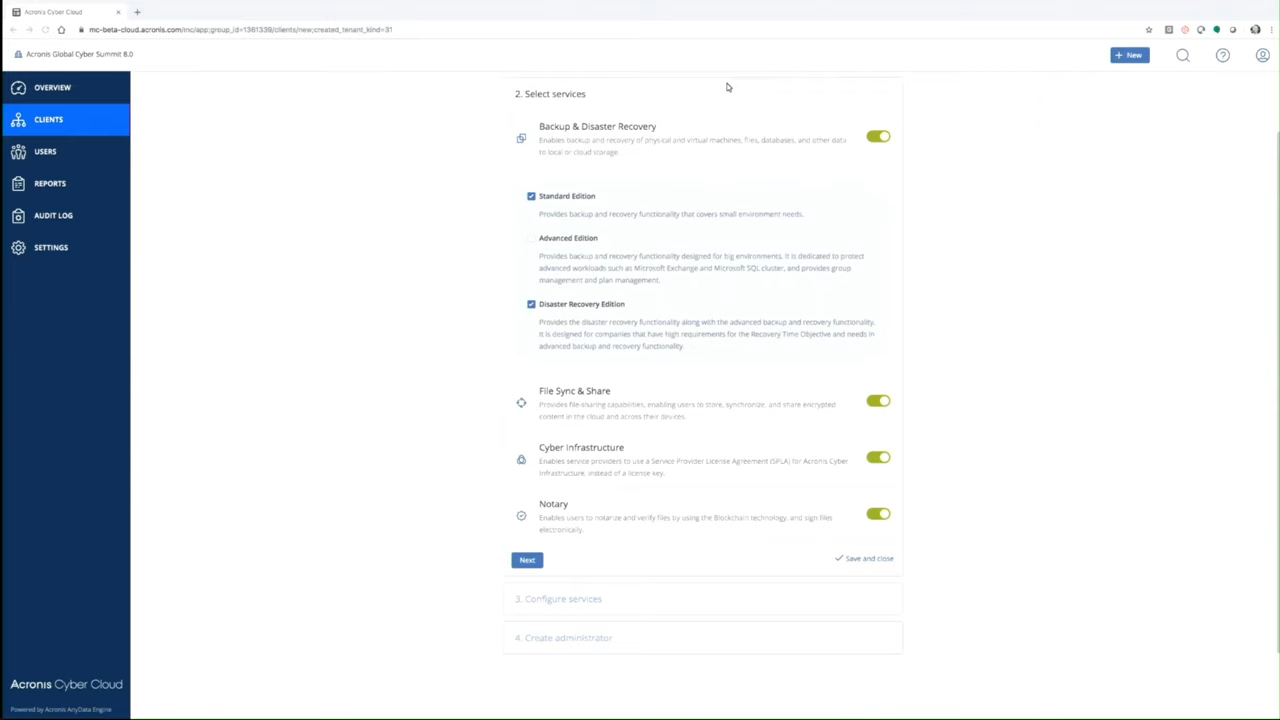 Acronis Cyber Cloud
mc-beta-cloud.acronis.com/mc/app;group_id=1361339/clients/new;created_tenant_kind=31
Acronis Global Cyber Summit 8.0
New
OVERVIEW
CLIENTS
USERS
REPORTS
AUDIT LOG
SETTINGS
2. Select services
Backup & Disaster Recovery
Enables backup and recovery of physical and virtual machines, files, databases, and other data
to local or cloud storage.
Standard Edition
Provides backup and recovery functionality that covers small environment needs.
Advanced Edition
Provides backup and recovery functionality designed for big environments. It is dedicated to protect
advanced workloads such as Microsoft Exchange and Microsoft SQL cluster, and provides group
management and plan management.
Disaster Recovery Edition
Provides the disaster recovery functionality along with the advanced backup and recovery functionality.
It is designed for companies that have high requirements for the Recovery Time Objective and needs in
advanced backup and recovery functionality.
File Sync & Share
Provides file-sharing capabilities, enabling users to store, synchronize, and share encrypted
content in the cloud and across their devices.
Cyber Infrastructure
Enables service providers to use a Service Provider License Agreement (SPLA) for Acronis Cyber
Infrastructure, instead of a license key.
Notary
Enables users to notarize and verify files by using the Blockchain technology, and sign files
electronically.
Next
Save and close
3. Configure services
4. Create administrator
Acronis Cyber Cloud
Powered by Acronis AnyData Engine